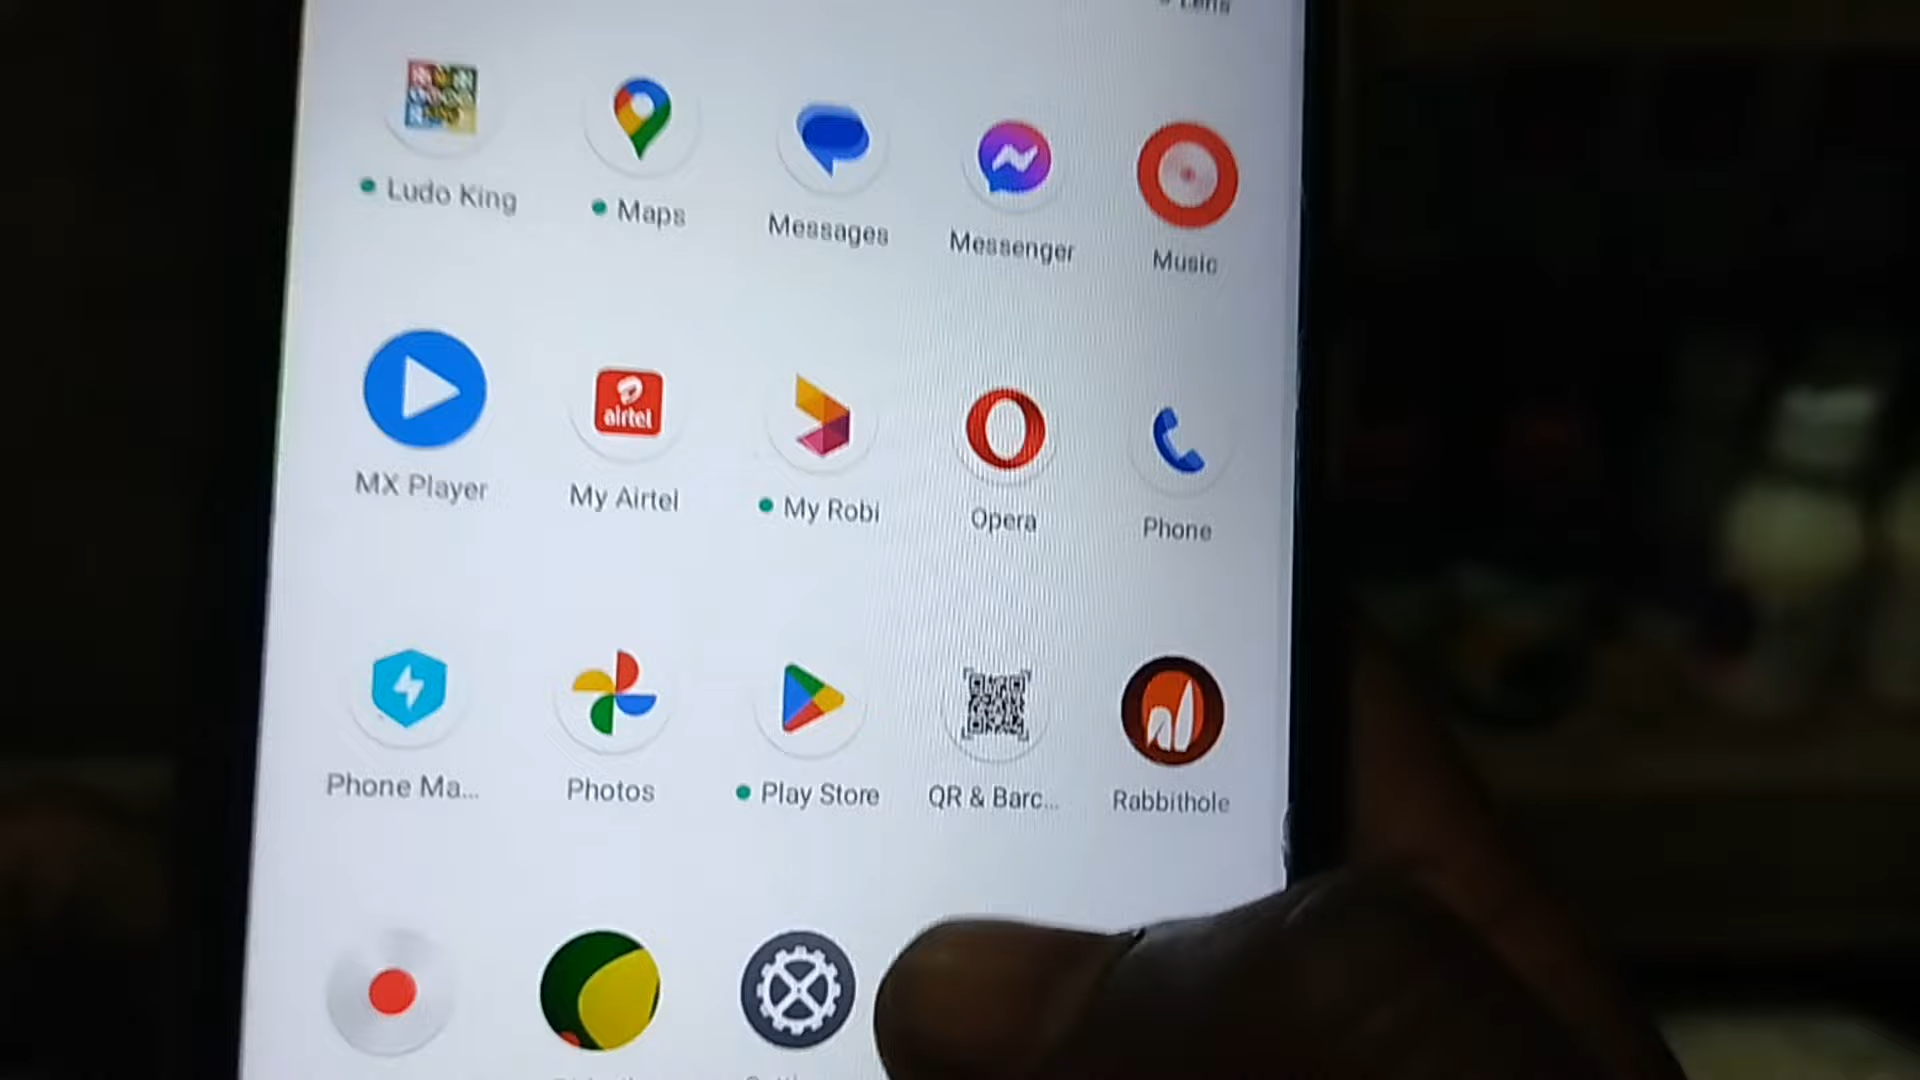 Lens
Ludo King
Maps
Messages
Messenger
Music
airtel
MX Player
My Airtel
My Robi
Opera
Phone
Phone Ma...
Photos
Play Store
QR & Barc...
Rabbithole